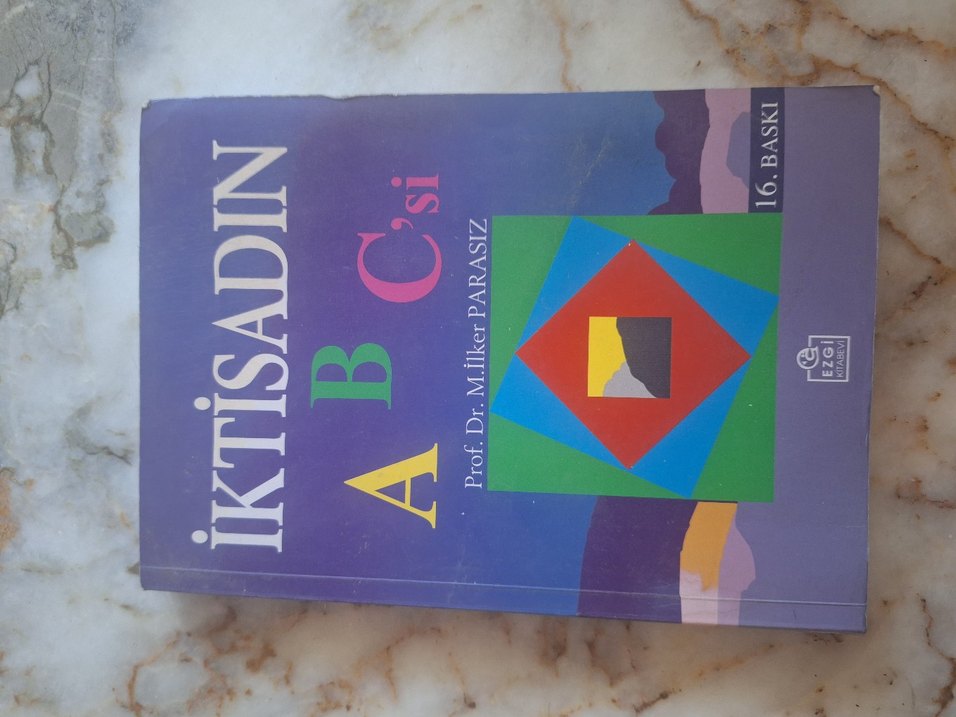 İKTİSADIN
A B C'si
Prof. Dr. M.İlker PARASIZ
16. BASKI
EZGİ
KİTABEVİ